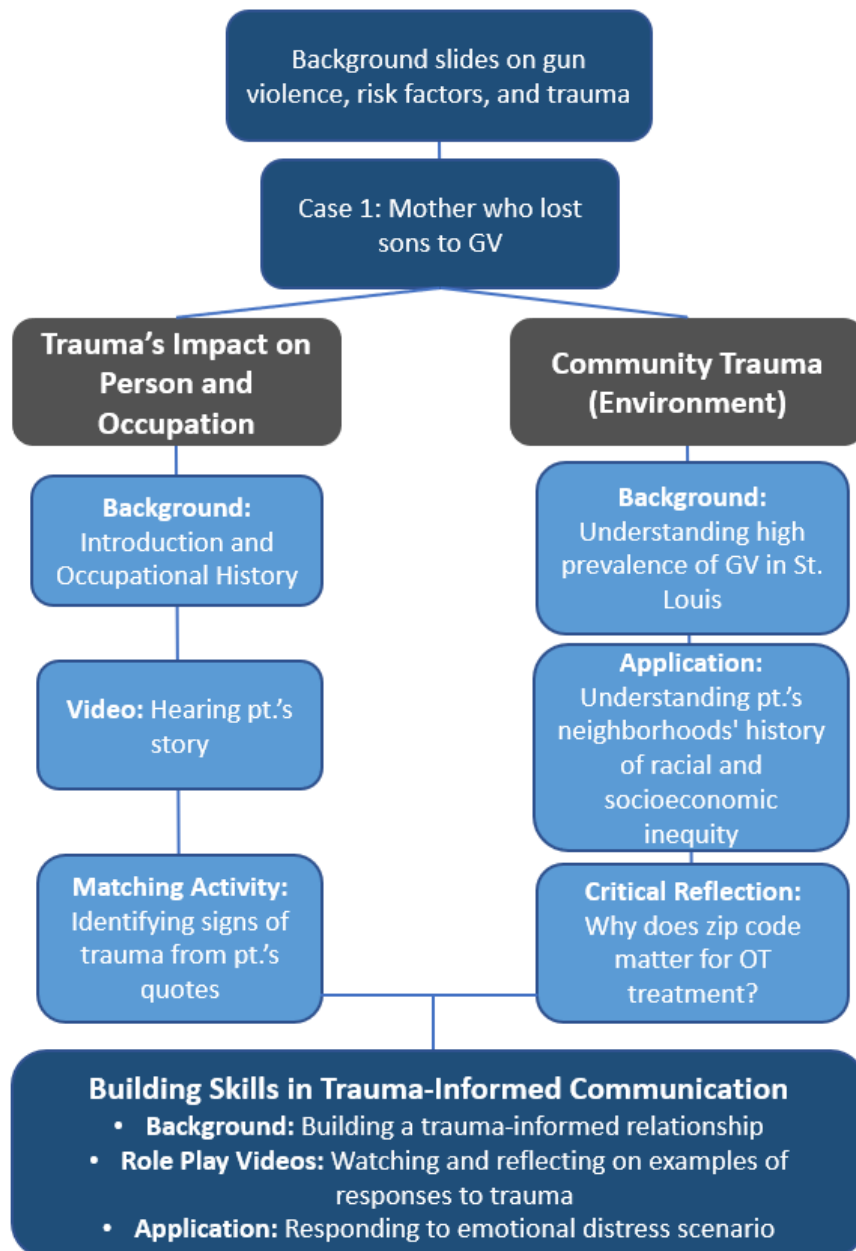 Background slides on gun
violence, risk factors, and trauma
Case 1: Mother who lost
sons to GV
Trauma's Impact on
Person and
Occupation
Background:
Introduction and
Occupational History
Video: Hearing pt.'s
story
Matching Activity:
Identifying signs of
trauma from pt.'s
quotes
Community Trauma
(Environment)
Background:
Understanding high
prevalence of GV in St.
Louis
Application:
Understanding pt.'s
neighborhoods' history
of racial and
socioeconomic
inequity
Critical Reflection:
Why does zip code
matter for OT
treatment?
Building Skills in Trauma-Informed Communication
• Background: Building a trauma-informed relationship
• Role Play Videos: Watching and reflecting on examples of
responses to trauma
• Application: Responding to emotional distress scenario